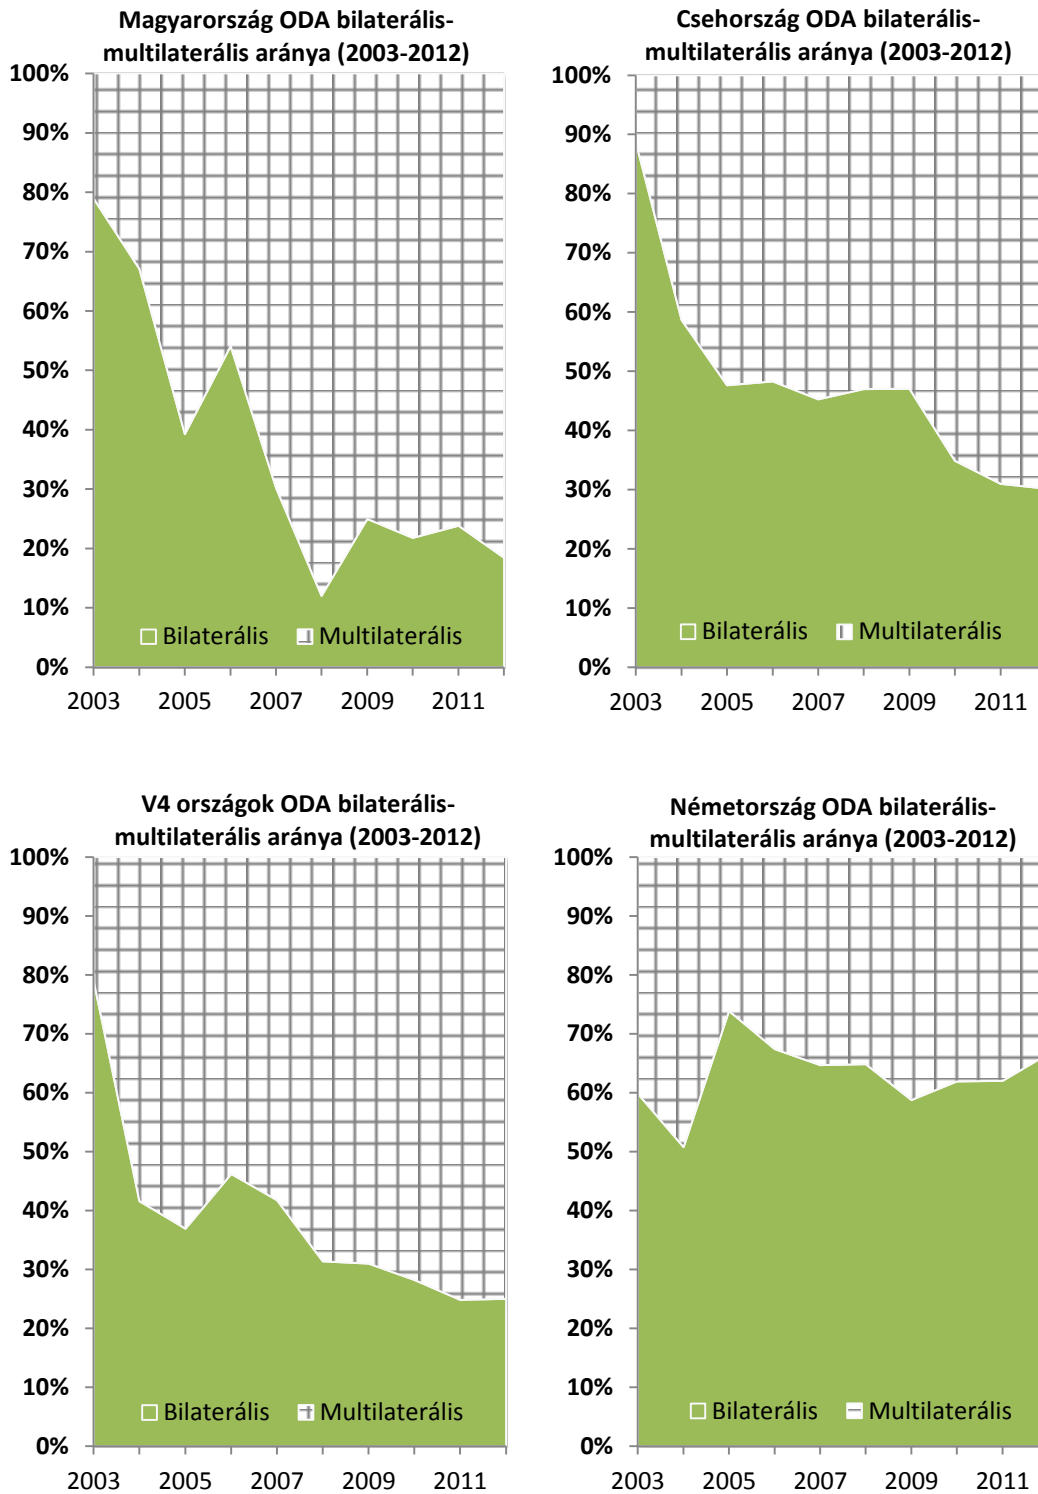 Magyarország ODA bilaterális-
multilaterális aránya (2003-2012)
100%
90%
80%
70%
60%
50%
40%
30%
20%
10%
0%
Bilaterális Multilaterális
2003 2005 2007 2009 2011
Csehország ODA bilaterális-
multilaterális aránya (2003-2012)
100%
90%
80%
70%
60%
50%
40%
30%
20%
10%
0%
Bilaterális Multilaterális
2003 2005 2007 2009 2011
V4 országok ODA bilaterális-
multilaterális aránya (2003-2012)
100%
90%
80%
70%
60%
50%
40%
30%
20%
10%
0%
Bilaterális Multilaterális
2003 2005 2007 2009 2011
Németország ODA bilaterális-
multilaterális aránya (2003-2012)
100%
90%
80%
70%
60%
50%
40%
30%
20%
10%
0%
Bilaterális Multilaterális
2003 2005 2007 2009 2011